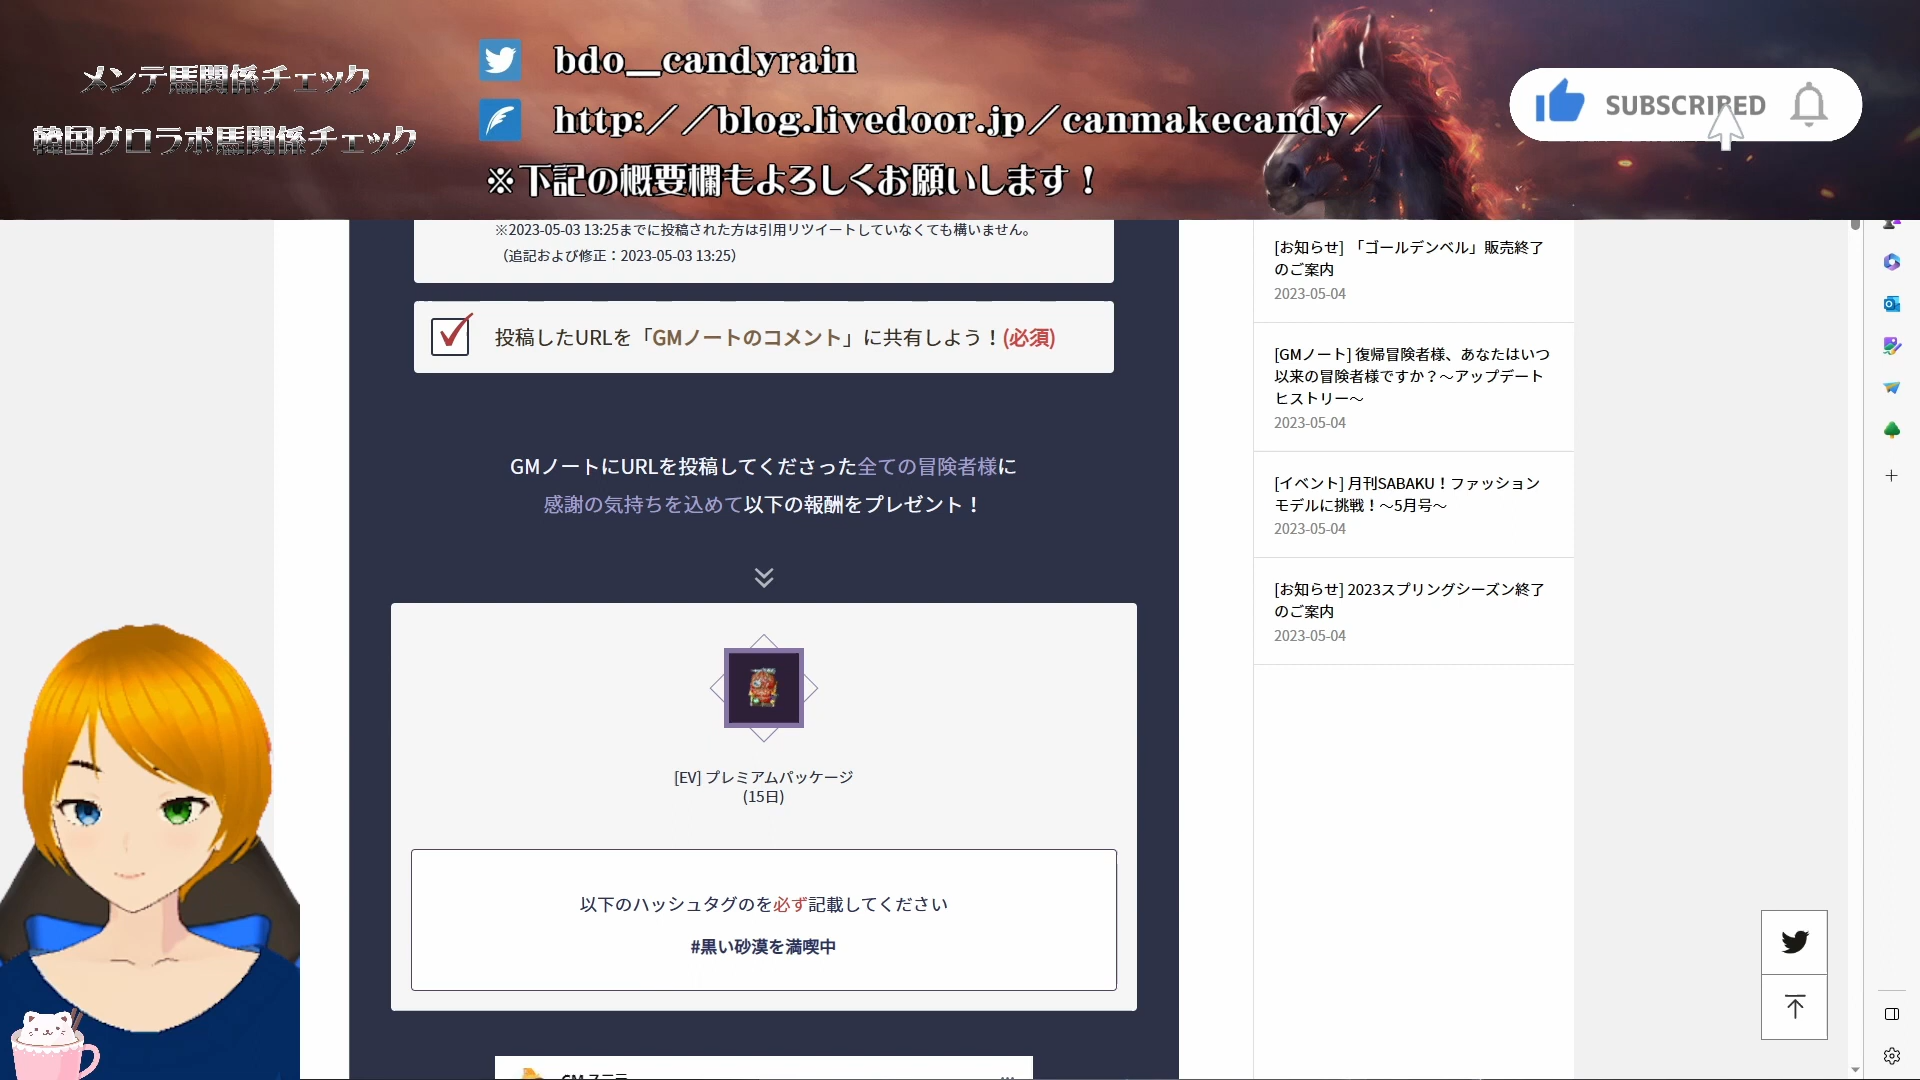 メンテ馬関係チェック
韓国グロラボ馬関係チェック
bdo__candyrain
http://blog.livedoor.jp/canmakecandy/
※下記の概要欄もよろしくお願いします！
SUBSCRIBED
※2023-05-03 13:25までに投稿された方は引用リツイートしていなくても構いません。
（追記および修正：2023-05-03 13:25）
投稿したURLを「GMノートのコメント」に共有しよう！(必須)
GMノートにURLを投稿してくださった全ての冒険者様に
感謝の気持ちを込めて以下の報酬をプレゼント！
[EV] プレミアムパッケージ
(15日)
以下のハッシュタグのを必ず記載してください
#黒い砂漠を満喫中
[お知らせ] 「ゴールデンベル」販売終了
のご案内
2023-05-04
[GMノート] 復帰冒険者様、あなたはいつ
以来の冒険者様ですか？～アップデート
ヒストリー～
2023-05-04
[イベント] 月刊SABAKU！ファッション
モデルに挑戦！～5月号～
2023-05-04
[お知らせ] 2023スプリングシーズン終了
のご案内
2023-05-04